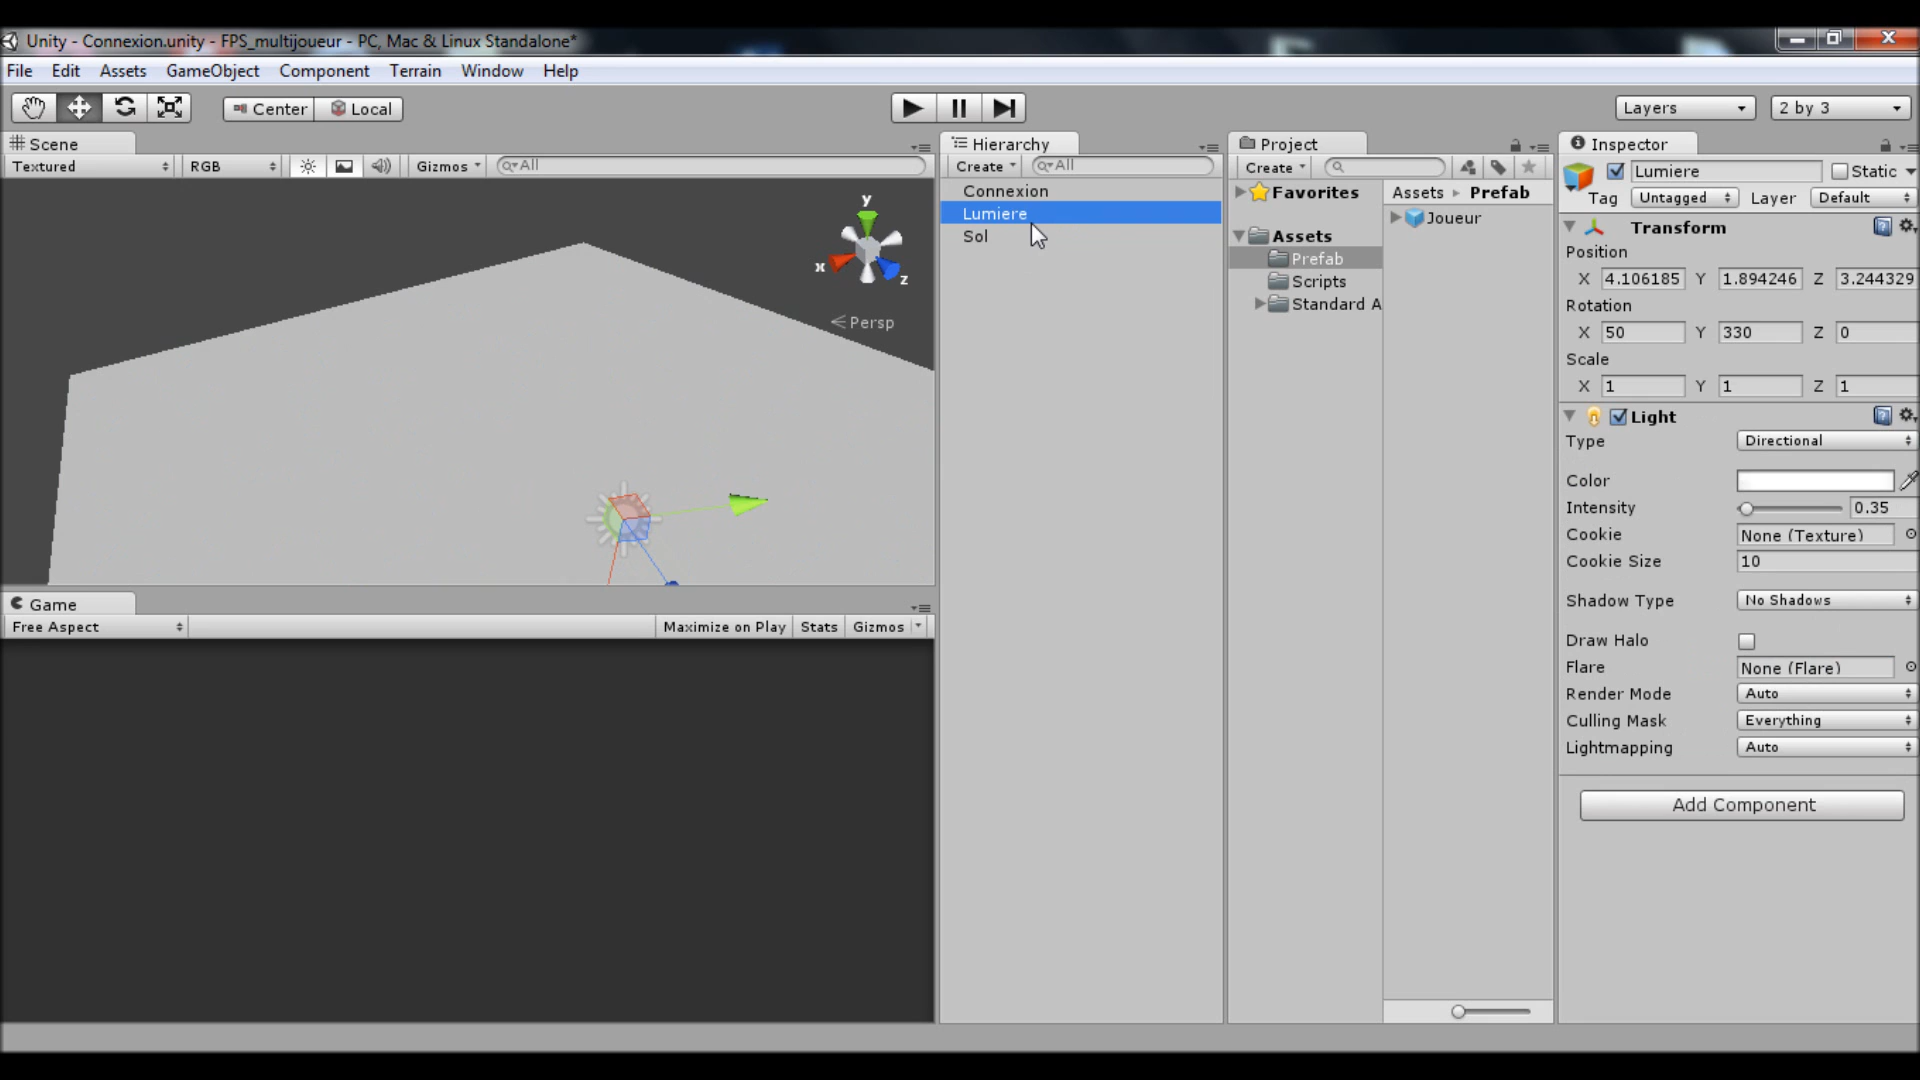 Unity - Connexion.unity - FPS_multijoueur - PC, Mac & Linux Standalone*
File Edit Assets GameObject Component Terrain Window Help
Center Local
Layers 2 by 3
Scene
Textured RGB Gizmos All
y
x
z
Persp
Game
Free Aspect Maximize on Play Stats Gizmos
Hierarchy
Create All
Connexion
Lumiere
Sol
Project
Create
Favorites
Assets
Prefab
Scripts
Standard A
Assets Prefab
Joueur
Inspector
Lumiere Static
Tag Untagged Layer Default
Transform
Position
X 4.106185 Y 1.894246 Z 3.244329
Rotation
X 50 Y 330 Z 0
Scale
X 1 Y 1 Z 1
Light
Type Directional
Color
Intensity 0.35
Cookie None (Texture)
Cookie Size 10
Shadow Type No Shadows
Draw Halo
Flare None (Flare)
Render Mode Auto
Culling Mask Everything
Lightmapping Auto
Add Component